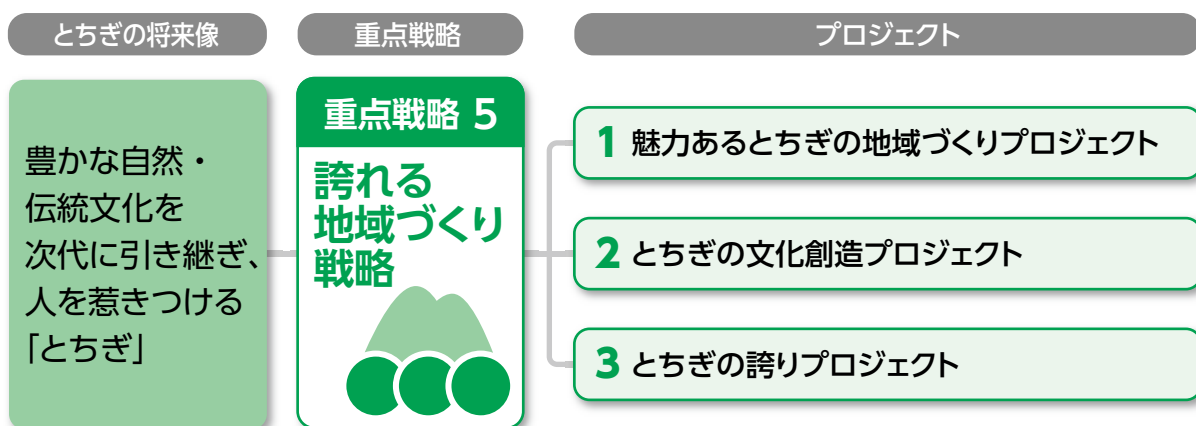 とちぎの将来像
重点戦略
プロジェクト
豊かな自然・
伝統文化を
次代に引き継ぎ、
人を惹きつける
「とちぎ」
重点戦略 5
誇れる
地域づくり
戦略
1 魅力あるとちぎの地域づくりプロジェクト
2 とちぎの文化創造プロジェクト
3 とちぎの誇りプロジェクト